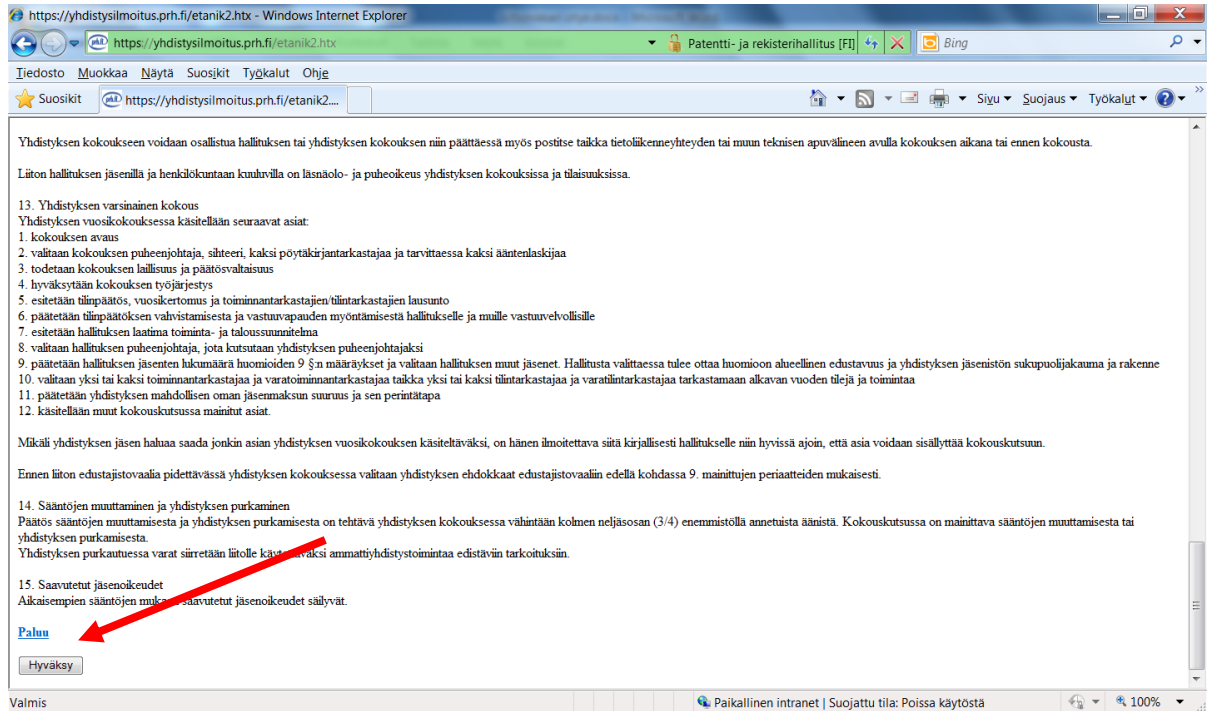 https://yhdistysilmoitus.prh.fi/etanik2.htx - Windows Internet Explorer
https://yhdistysilmoitus.prh.fi/etanik2.htx
Patentti- ja rekisterihallitus [FI]
Bing
Tiedosto Muokkaa Näytä Suosikit Työkalut Ohje
Suosikit
https://yhdistysilmoitus.prh.fi/etanik2....
Sivu Suojaus Työkalut
Yhdistyksen kokoukseen voidaan osallistua hallituksen tai yhdistyksen kokouksen niin päättäessä myös postitse taikka tietoliikenneyhteyden tai muun teknisen apuvälineen avulla kokouksen aikana tai ennen kokousta.
Liiton hallituksen jäsenillä ja henkilökuntaan kuuluvilla on läsnäolo- ja puheoikeus yhdistyksen kokouksissa ja tilaisuuksissa.
13. Yhdistyksen varsinainen kokous
Yhdistyksen vuosikokouksessa käsitellään seuraavat asiat:
1. kokouksen avaus
2. valitaan kokouksen puheenjohtaja, sihteeri, kaksi pöytäkirjantarkastajaa ja tarvittaessa kaksi ääntenlaskijaa
3. todetaan kokouksen laillisuus ja päätösvaltaisuus
4. hyväksytään kokouksen työjärjestys
5. esitetään tilinpäätös, vuosikertomus ja toiminnantarkastajien/tilintarkastajien lausunto
6. päätetään tilinpäätöksen vahvistamisesta ja vastuuvapauden myöntämisestä hallitukselle ja muille vastuuvelvollisille
7. esitetään hallituksen laatima toiminta- ja taloussuunnitelma
8. valitaan hallituksen puheenjohtaja, jota kutsutaan yhdistyksen puheenjohtajaksi
9. päätetään hallituksen jäsenten lukumäärä huomioiden 9 §:n määräykset ja valitaan hallituksen muut jäsenet. Hallitusta valittaessa tulee ottaa huomioon alueellinen edustavuus ja yhdistyksen jäsenistön sukupuolijakauma ja rakenne
10. valitaan yksi tai kaksi toiminnantarkastajaa ja varatoiminnantarkastajaa taikka yksi tai kaksi tilintarkastajaa ja varatilintarkastajaa tarkastamaan alkavan vuoden tilejä ja toimintaa
11. päätetään yhdistyksen mahdollisen oman jäsenmaksun suuruus ja sen perintätapa
12. käsitellään muut kokouskutsussa mainitut asiat.
Mikäli yhdistyksen jäsen haluaa saada jonkin asian yhdistyksen vuosikokouksen käsiteltäväksi, on hänen ilmoitettava siitä kirjallisesti hallitukselle niin hyvissä ajoin, että asia voidaan sisällyttää kokouskutsuun.
Ennen liiton edustajistovaalia pidettävässä yhdistyksen kokouksessa valitaan yhdistyksen ehdokkaat edustajistovaaliin edellä kohdassa 9. mainittujen periaatteiden mukaisesti.
14. Sääntöjen muuttaminen ja yhdistyksen purkaminen
Päätös sääntöjen muuttamisesta ja yhdistyksen purkamisesta on tehtävä yhdistyksen kokouksessa vähintään kolmen neljäsosan (3/4) enemmistöllä annetuista äänistä. Kokouskutsussa on mainittava sääntöjen muuttamisesta tai
yhdistyksen purkamisesta.
Yhdistyksen purkautuessa varat siirretään liitolle käytettäväksi ammattiyhdistystoimintaa edistäviin tarkoituksiin.
15. Saavutetut jäsenoikeudet
Aikaisempien sääntöjen mukaan saavutetut jäsenoikeudet säilyvät.
Paluu
Hyväksy
Valmis
Paikallinen intranet | Suojattu tila: Poissa käytöstä
100%